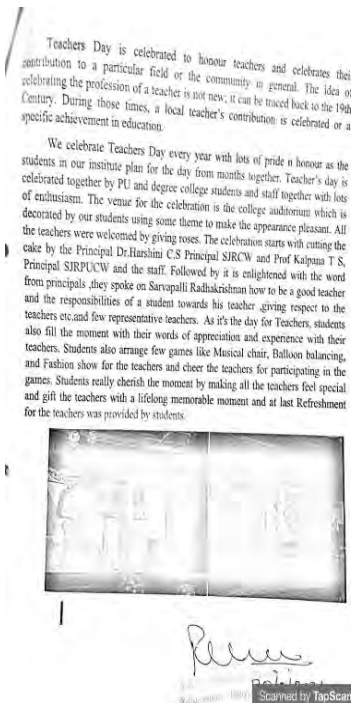 Teachers Day is celebrated to honour teachers and celebrates thei
contribution to a particular field or the community in general. The idea of
celebrating the profession of a teacher is not new; it can be traced back to the 19th
Century. During those times, a local teacher's contribution is celebrated or a
specific achievement in education.
We celebrate Teachers Day every year with lots of pride n honour as the
students in our institute plan for the day from months together. Teacher's day is
celebrated together by PU and degree college students and staff together with lots
of enthusiasm. The venue for the celebration is the college auditorium which is
decorated by our students using some theme to make the appearance pleasant. All
the teachers were welcomed by giving roses. The celebration starts with cutting the
cake by the Principal Dr.Harshini C.S Principal SJRCW and Prof Kalpana T S,
Principal SJRPUCW and the staff. Followed by it is enlightened with the word
from principals ,they spoke on Sarvapalli Radhakrishnan how to be a good teacher
and the responsibilities of a student towards his teacher ,giving respect to the
teachers etc.and few representative teachers. As it's the day for Teachers, students
also fill the moment with their words of appreciation and experience with their
teachers. Students also arrange few games like Musical chair, Balloon balancing,
and Fashion show for the teachers and cheer the teachers for participating in the
games. Students really cherish the moment by making all the teachers feel special
and gift the teachers with a lifelong memorable moment and at last Refreshment
for the teachers was provided by students.
Scanned by TapScan